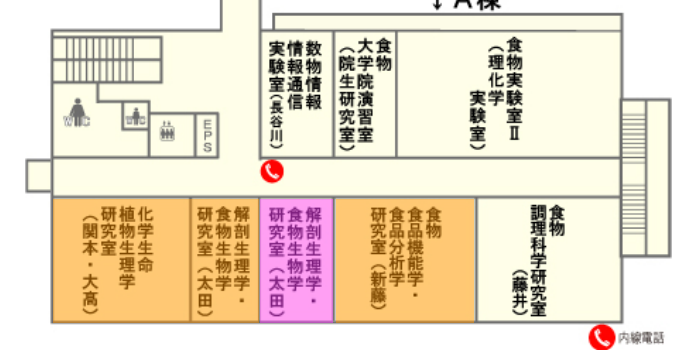 ↓A棟
数物情報
情報通信
実験室(長谷川)
食物
大学院演習室
(院生研究室)
食物実験室Ⅱ
(理化学
実験室)
WC
WC
EPS
化学生命
植物生理学
研究室
(関本・大髙)
解剖生理学・
食物生物学
研究室(太田)
解剖生理学・
食物生物学
研究室(太田)
食物
食品機能学・
食品分析学
研究室(新藤)
食物
調理科学研究室
(藤井)
内線電話